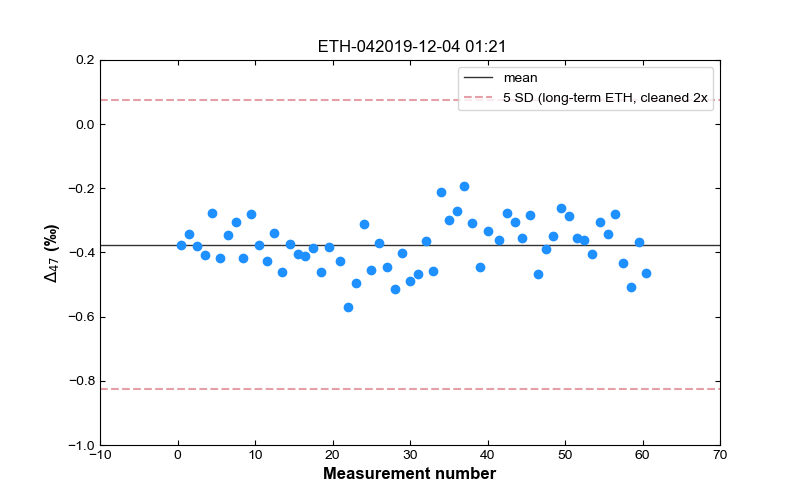 ETH-042019-12-04 01:21
mean
5 SD (long-term ETH, cleaned 2x
Δ47 (‰)
0.2
0.0
−0.2
−0.4
−0.6
−0.8
−1.0
−10 0 10 20 30 40 50 60 70
Measurement number